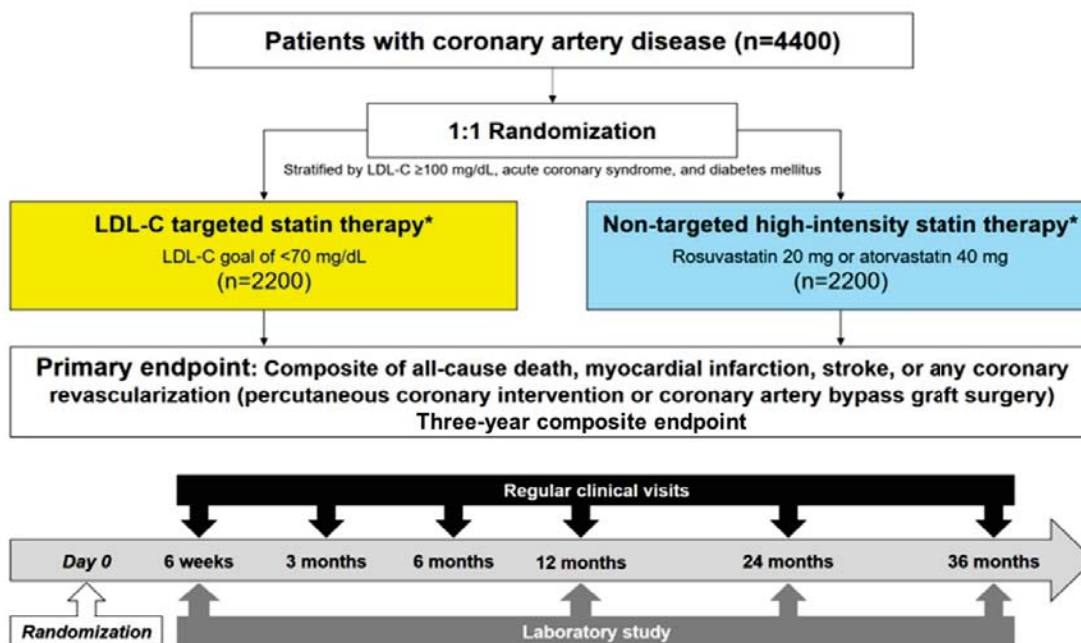 Patients with coronary artery disease (n=4400)
1:1 Randomization
Stratified by LDL-C ≥100 mg/dL, acute coronary syndrome, and diabetes mellitus
LDL-C targeted statin therapy*
LDL-C goal of <70 mg/dL
(n=2200)
Non-targeted high-intensity statin therapy*
Rosuvastatin 20 mg or atorvastatin 40 mg
(n=2200)
Primary endpoint: Composite of all-cause death, myocardial infarction, stroke, or any coronary
revascularization (percutaneous coronary intervention or coronary artery bypass graft surgery)
Three-year composite endpoint
Regular clinical visits
Day 0 6 weeks 3 months 6 months 12 months 24 months 36 months
Randomization
Laboratory study